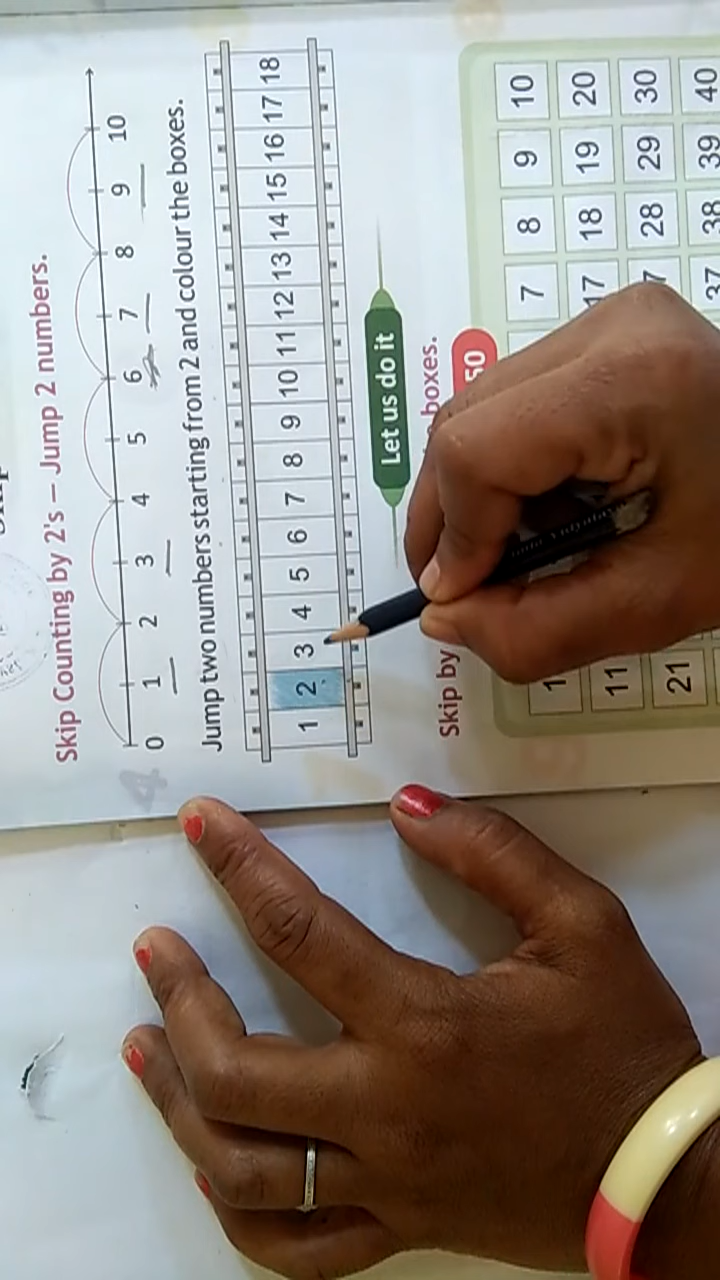 Skip Counting by 2's – Jump 2 numbers.
0 1 2 3 4 5 6 7 8 9 10
Jump two numbers starting from 2 and colour the boxes.
1 2 3 4 5 6 7 8 9 10 11 12 13 14 15 16 17 18
Let us do it
Skip by boxes.
50
7 8 9 10
11 17 18 19 20
21 28 29 30
37 38 39 40